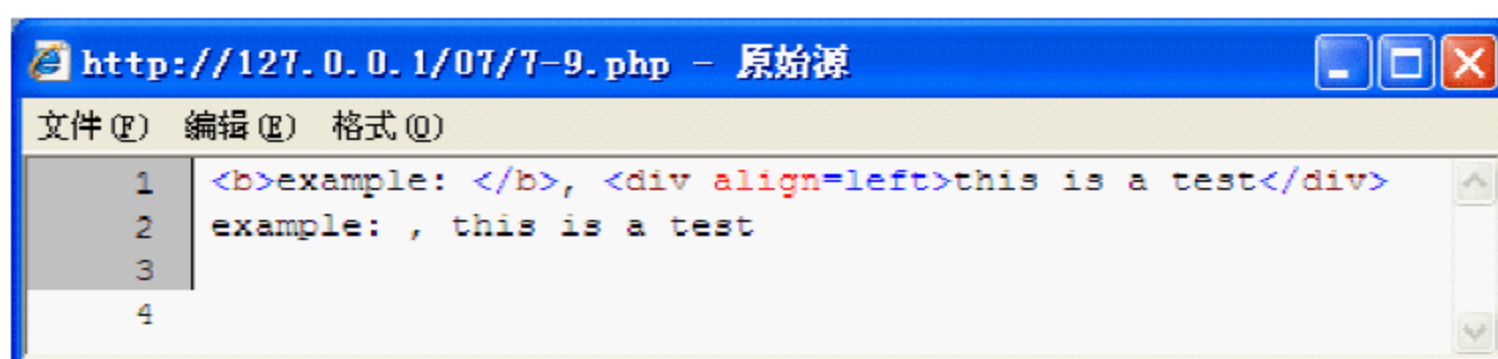 http://127.0.0.1/07/7-9.php - 原始源
文件(F) 编辑(E) 格式(O)
1 <b>example: </b>, <div align=left>this is a test</div>
2 example: , this is a test
3
4